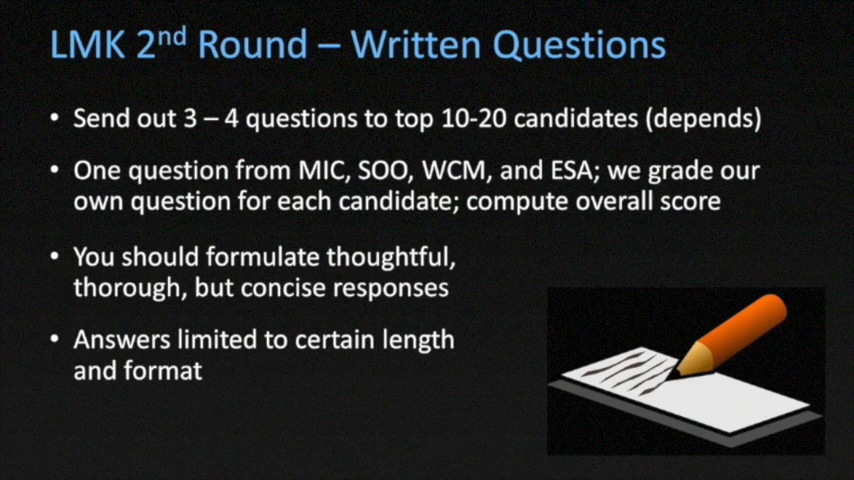 LMK 2nd Round – Written Questions
• Send out 3 – 4 questions to top 10-20 candidates (depends)
• One question from MIC, SOO, WCM, and ESA; we grade our
own question for each candidate; compute overall score
• You should formulate thoughtful,
thorough, but concise responses
• Answers limited to certain length
and format